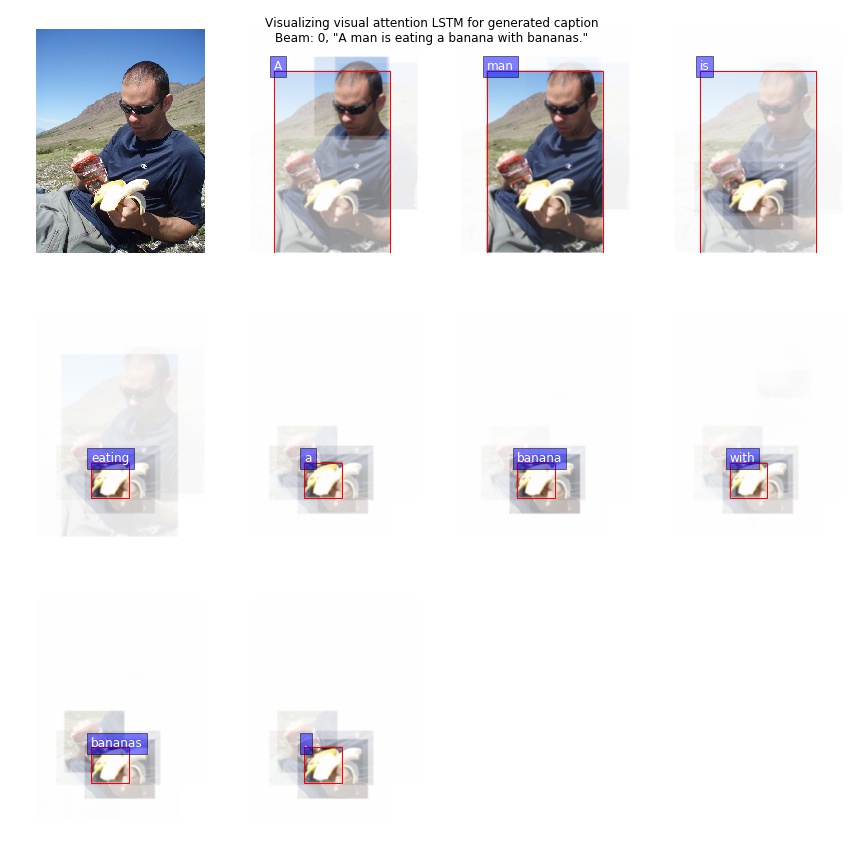 Visualizing visual attention LSTM for generated caption
Beam: 0, "A man is eating a banana with bananas."
A
man
is
eating
a
banana
with
bananas
.